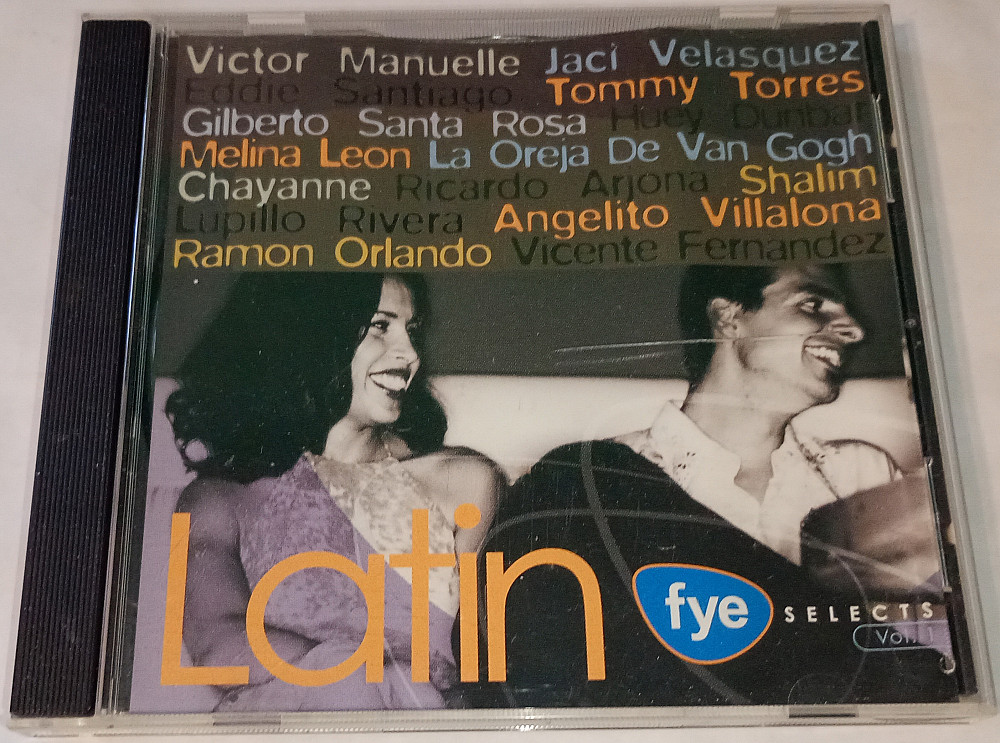 Victor Manuelle Jaci Velasquez
Eddie Santiago Tommy Torres
Gilberto Santa Rosa Huey Dunbar
Melina Leon La Oreja De Van Gogh
Chayanne Ricardo Arjona Shalim
Lupillo Rivera Angelito Villalona
Ramon Orlando Vicente Fernandez
Latin
fye SELECTS
Vol. 1